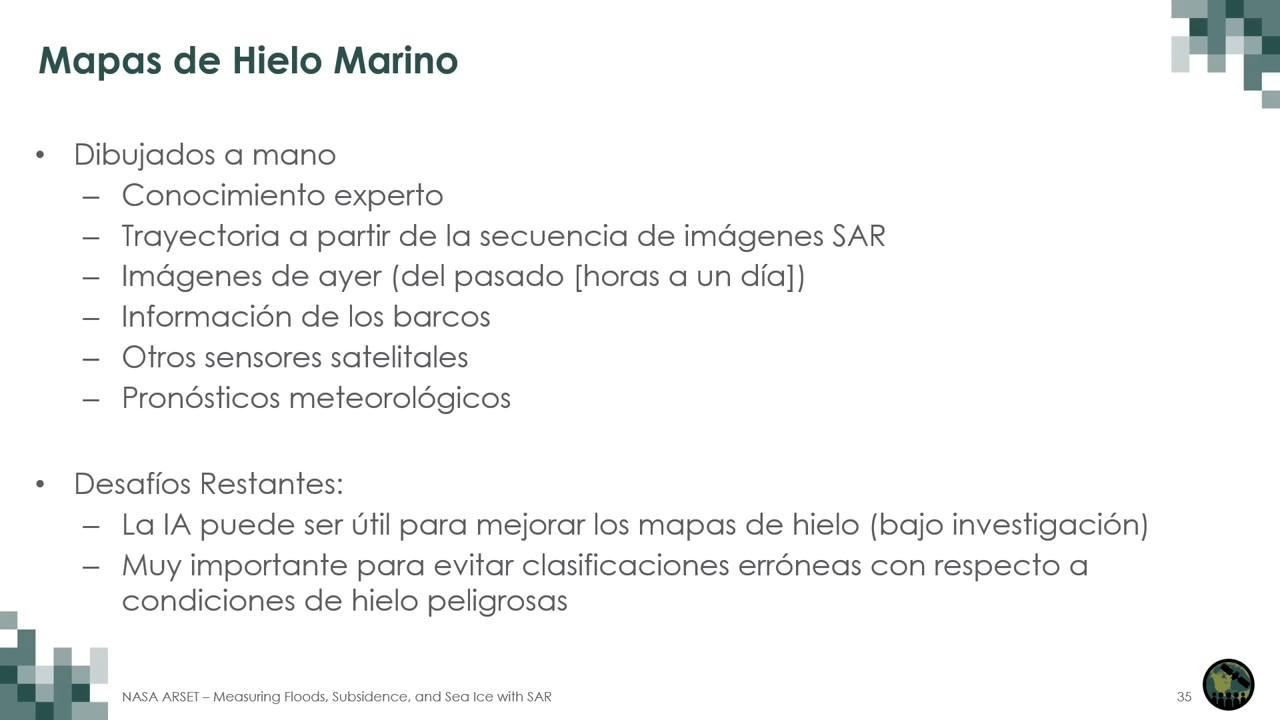 Mapas de Hielo Marino
• Dibujados a mano
– Conocimiento experto
– Trayectoria a partir de la secuencia de imágenes SAR
– Imágenes de ayer (del pasado [horas a un día])
– Información de los barcos
– Otros sensores satelitales
– Pronósticos meteorológicos
• Desafíos Restantes:
– La IA puede ser útil para mejorar los mapas de hielo (bajo investigación)
– Muy importante para evitar clasificaciones erróneas con respecto a
condiciones de hielo peligrosas
NASA ARSET – Measuring Floods, Subsidence, and Sea Ice with SAR
35